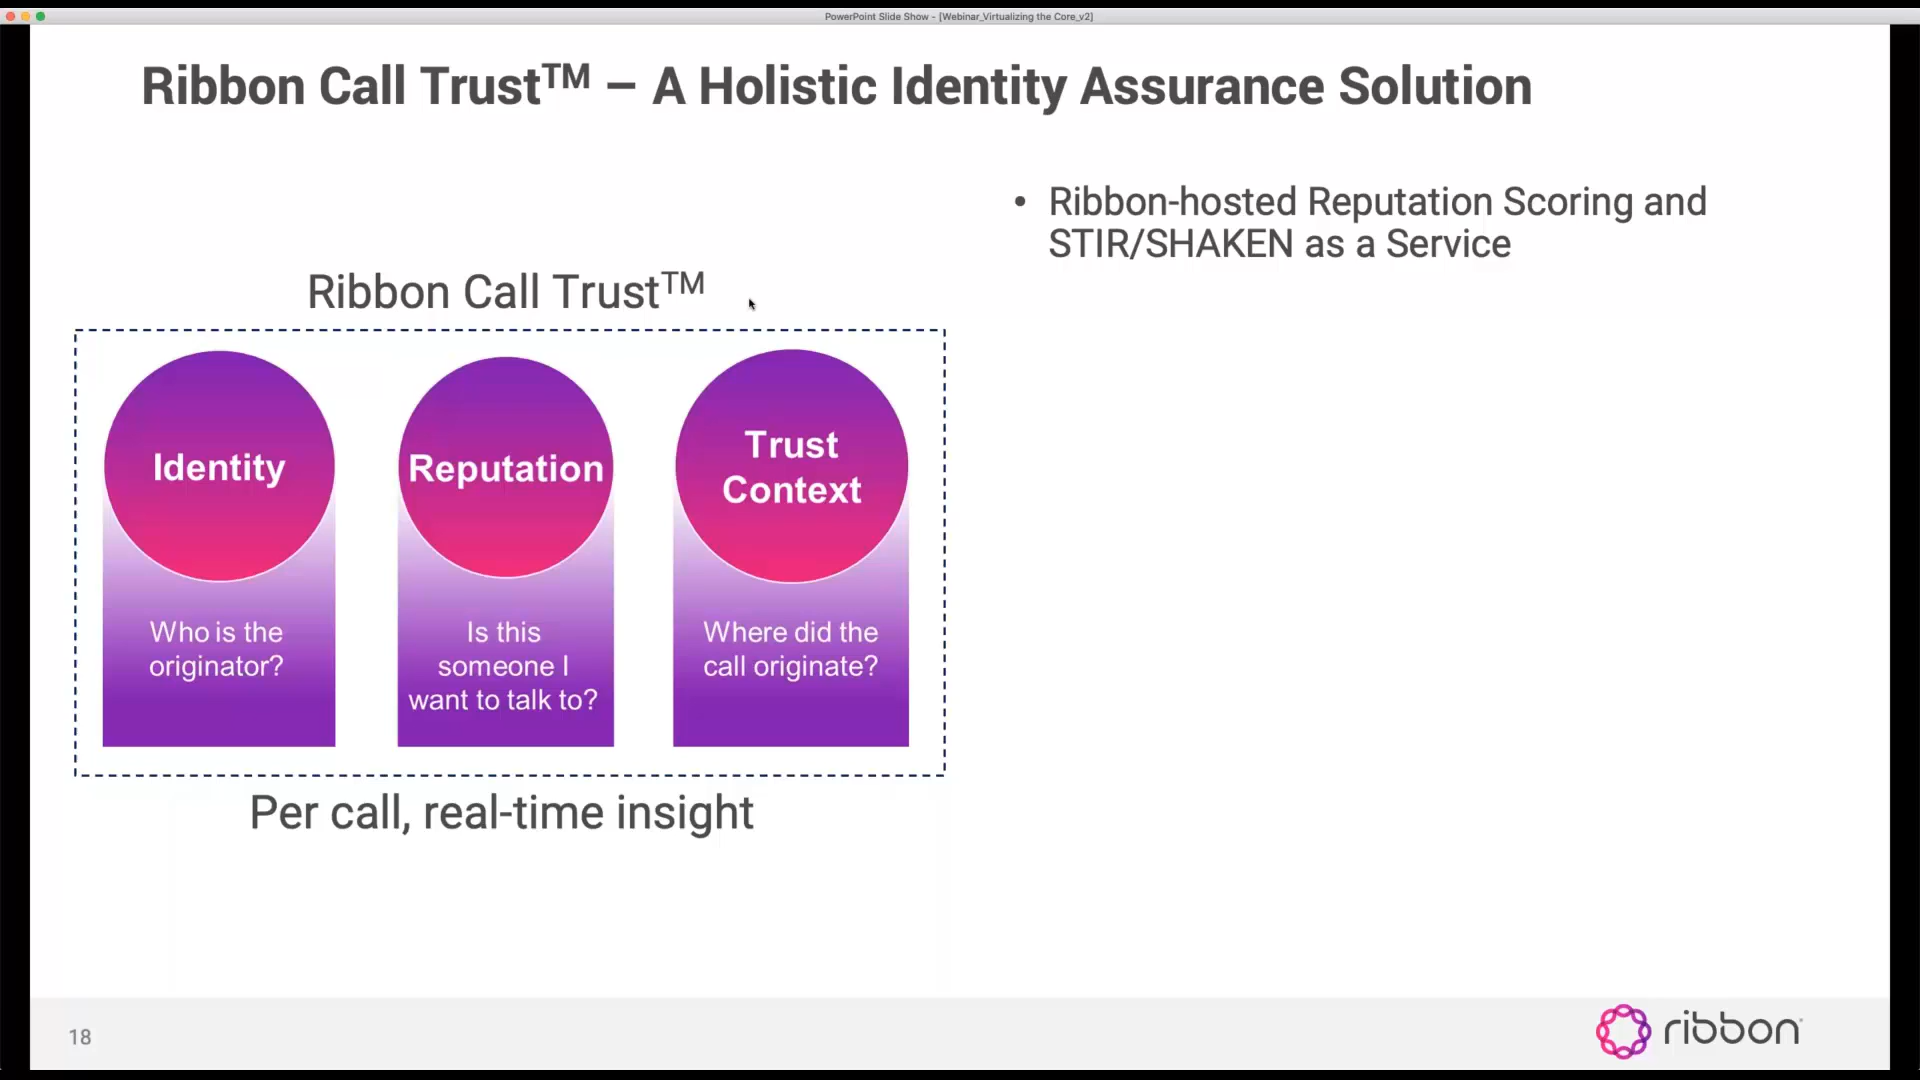 PowerPoint Slide Show - [Webinar_Virtualizing the Core_v2]
Ribbon Call Trust™ – A Holistic Identity Assurance Solution
• Ribbon-hosted Reputation Scoring and
STIR/SHAKEN as a Service
Ribbon Call Trust™
Identity
Who is the
originator?
Reputation
Is this
someone I
want to talk to?
Trust
Context
Where did the
call originate?
Per call, real-time insight
18
ribbon